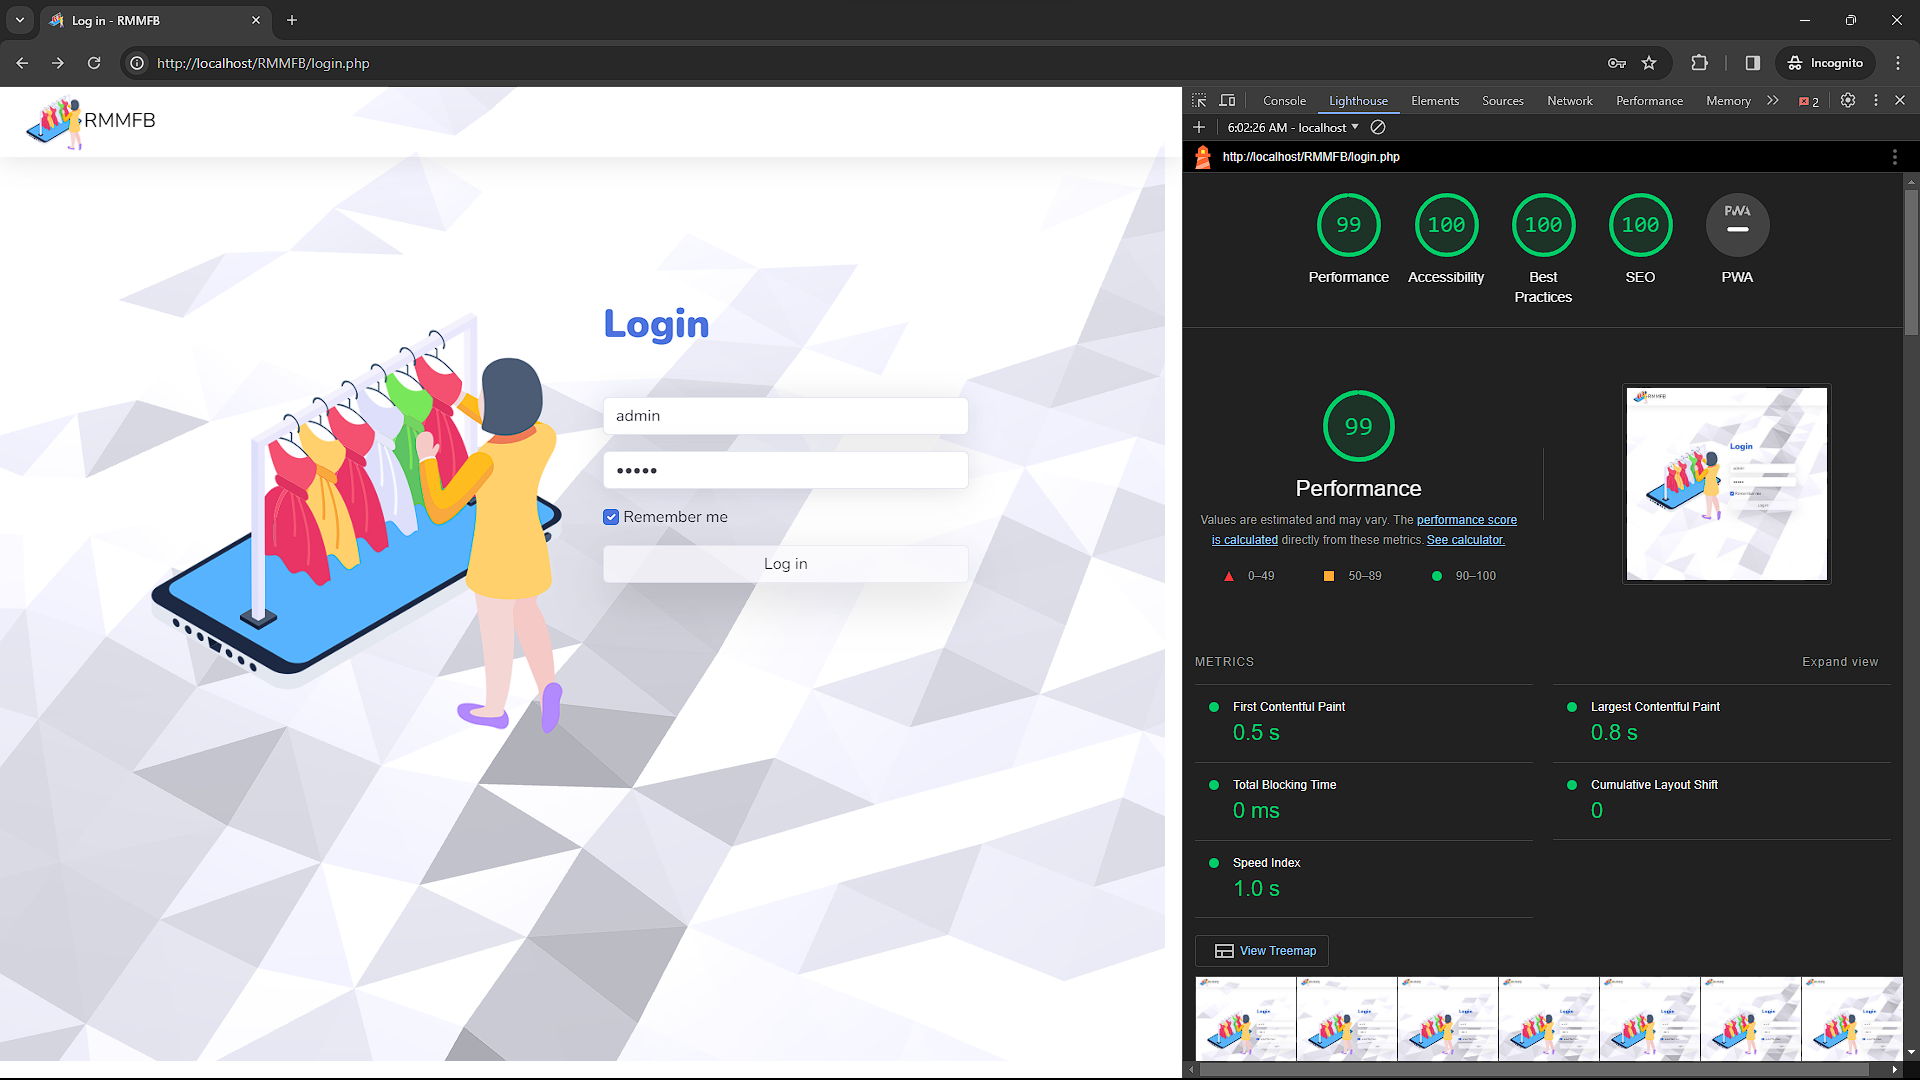 Log in - RMMFB
http://localhost/RMMFB/login.php
Incognito
RMMFB
Login
admin
•••••
Remember me
Log in
Console Lighthouse Elements Sources Network Performance Memory 2
6:02:26 AM - localhost
http://localhost/RMMFB/login.php
99 100 100 100 PWA
Performance Accessibility Best Practices SEO PWA
99
Performance
Values are estimated and may vary. The performance score
is calculated directly from these metrics. See calculator.
0–49 50–89 90–100
METRICS
Expand view
First Contentful Paint
0.5 s
Largest Contentful Paint
0.8 s
Total Blocking Time
0 ms
Cumulative Layout Shift
0
Speed Index
1.0 s
View Treemap